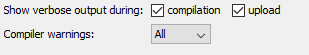 Show verbose output during: compilation upload
Compiler warnings: All